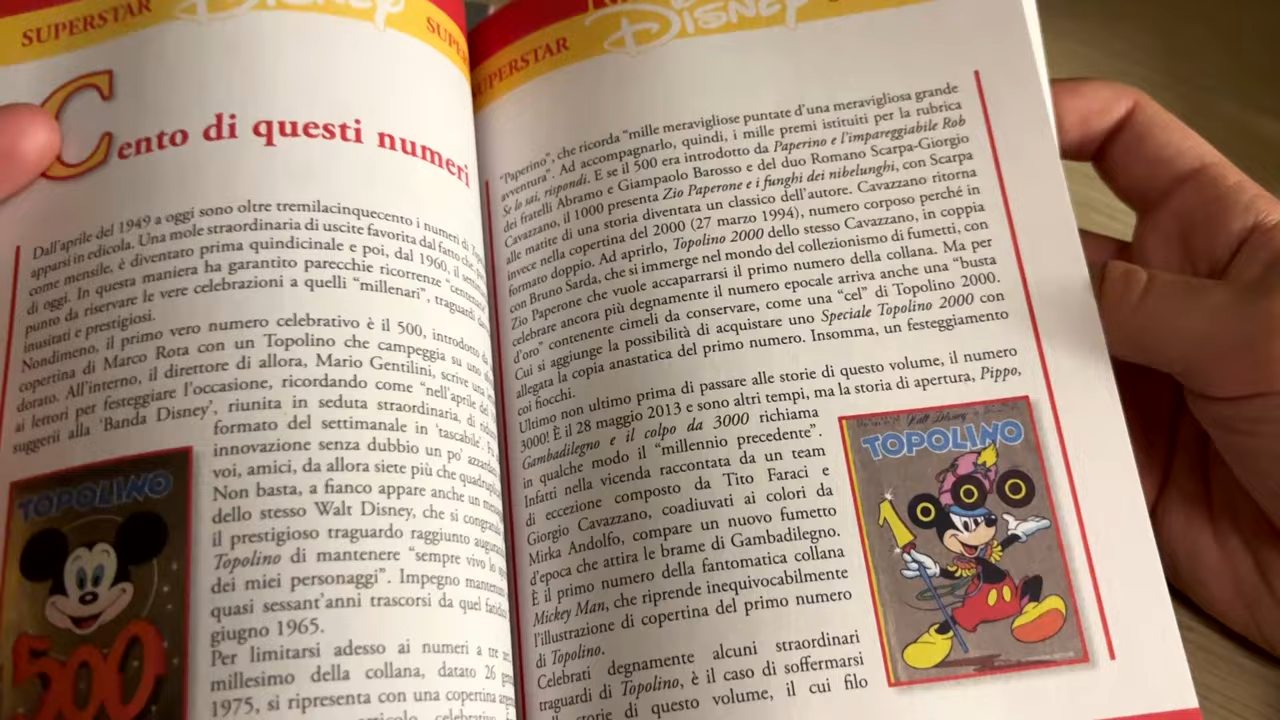 SUPERSTAR
DISNEY
Cento di questi numeri
Dall'aprile del 1949 a oggi sono oltre tremilacinquecento i numeri di
apparsi in edicola. Una mole straordinaria di uscite favorita dal fatto che,
come mensile, è diventato prima quindicinale e poi, dal 1960, il
di oggi. In questa maniera ha garantito parecchie ricorrenze
punto da riservare le vere celebrazioni a quelli "millenari", traguardi
inusitati e prestigiosi.
Nondimeno, il primo vero numero celebrativo è il 500, introdotto
copertina di Marco Rota con un Topolino che campeggia su uno
dorato. All'interno, il direttore di allora, Mario Gentilini, scrive una
ai lettori per festeggiare l'occasione, ricordando come "nell'aprile del
suggerii alla 'Banda Disney', riunita in seduta straordinaria, di
formato del settimanale in 'tascabile'.
innovazione senza dubbio un po'
voi, amici, da allora siete più che
Non basta, a fianco appare anche un
dello stesso Walt Disney, che si
il prestigioso traguardo raggiunto
Topolino di mantenere "sempre vivo lo
dei miei personaggi". Impegno
quasi sessant'anni trascorsi da quel
giugno 1965.
Per limitarsi adesso ai numeri a tre
millesimo della collana, datato 26
1975, si ripresenta con una copertina
celebrativo
TOPOLINO
500
SUPERSTAR
DISNEY
"Paperino", che ricorda "mille meravigliose puntate d'una meravigliosa grande
avventura". Ad accompagnarlo, quindi, i mille premi istituiti per la rubrica
Se lo sai, rispondi. E se il 500 era introdotto da Paperino e l'impareggiabile Rob
dei fratelli Abramo e Giampaolo Barosso e del duo Romano Scarpa-Giorgio
Cavazzano, il 1000 presenta Zio Paperone e i funghi dei nibelunghi, con Scarpa
alle matite di una storia diventata un classico dell'autore. Cavazzano ritorna
invece nella copertina del 2000 (27 marzo 1994), numero corposo perché in
formato doppio. Ad aprirlo, Topolino 2000 dello stesso Cavazzano, in coppia
con Bruno Sarda, che si immerge nel mondo del collezionismo di fumetti, con
Zio Paperone che vuole accaparrarsi il primo numero della collana. Ma per
celebrare ancora più degnamente il numero epocale arriva anche una "busta
d'oro" contenente cimeli da conservare, come una "cel" di Topolino 2000.
Cui si aggiunge la possibilità di acquistare uno Speciale Topolino 2000 con
allegata la copia anastatica del primo numero. Insomma, un festeggiamento
coi fiocchi.
Ultimo non ultimo prima di passare alle storie di questo volume, il numero
3000! È il 28 maggio 2013 e sono altri tempi, ma la storia di apertura, Pippo,
Gambadilegno e il colpo da 3000 richiama
in qualche modo il "millennio precedente".
Infatti nella vicenda raccontata da un team
di eccezione composto da Tito Faraci e
Giorgio Cavazzano, coadiuvati ai colori da
Mirka Andolfo, compare un nuovo fumetto
d'epoca che attira le brame di Gambadilegno.
È il primo numero della fantomatica collana
Mickey Man, che riprende inequivocabilmente
l'illustrazione di copertina del primo numero
di Topolino.
Celebrati degnamente alcuni straordinari
traguardi di Topolino, è il caso di soffermarsi
storie di questo volume, il cui filo
Walt Disney
TOPOLINO
1000